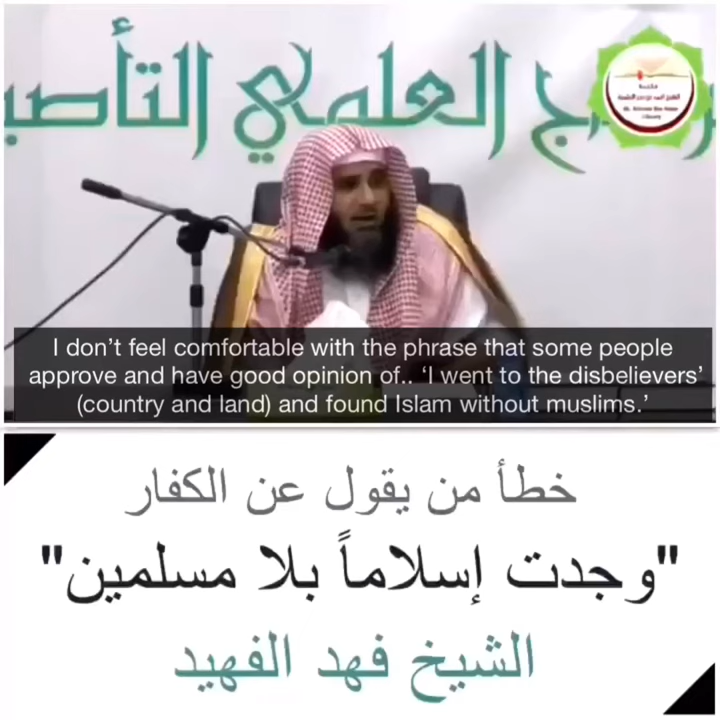 العلمي التأص
I don’t feel comfortable with the phrase that some people
approve and have good opinion of.. ‘I went to the disbelievers’
(country and land) and found Islam without muslims.’
خطأ من يقول عن الكفار
"وجدت إسلاماً بلا مسلمين"
الشيخ فهد الفهيد